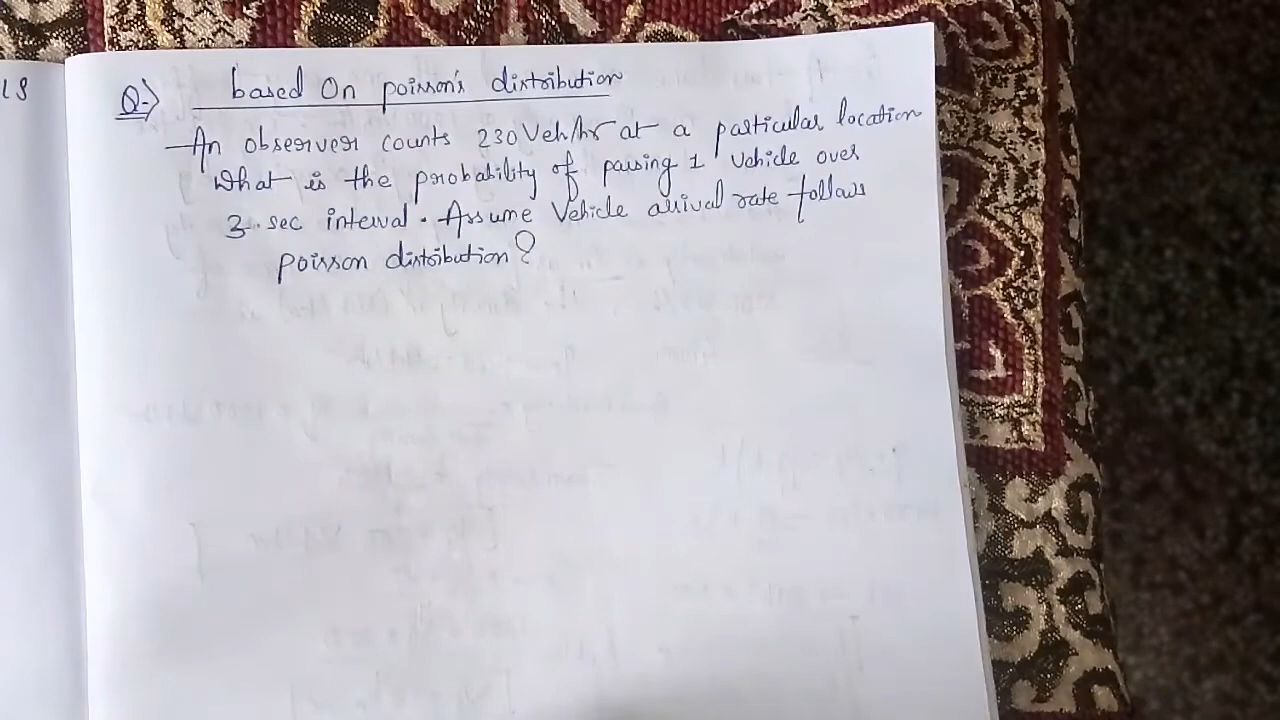 LS
Q-> based On poisson's distribution
An observer counts 230 Veh/hr at a particular location
What is the probability of passing 1 Vehicle over
3 sec interval. Assume Vehicle arrival rate follows
poisson distribution?